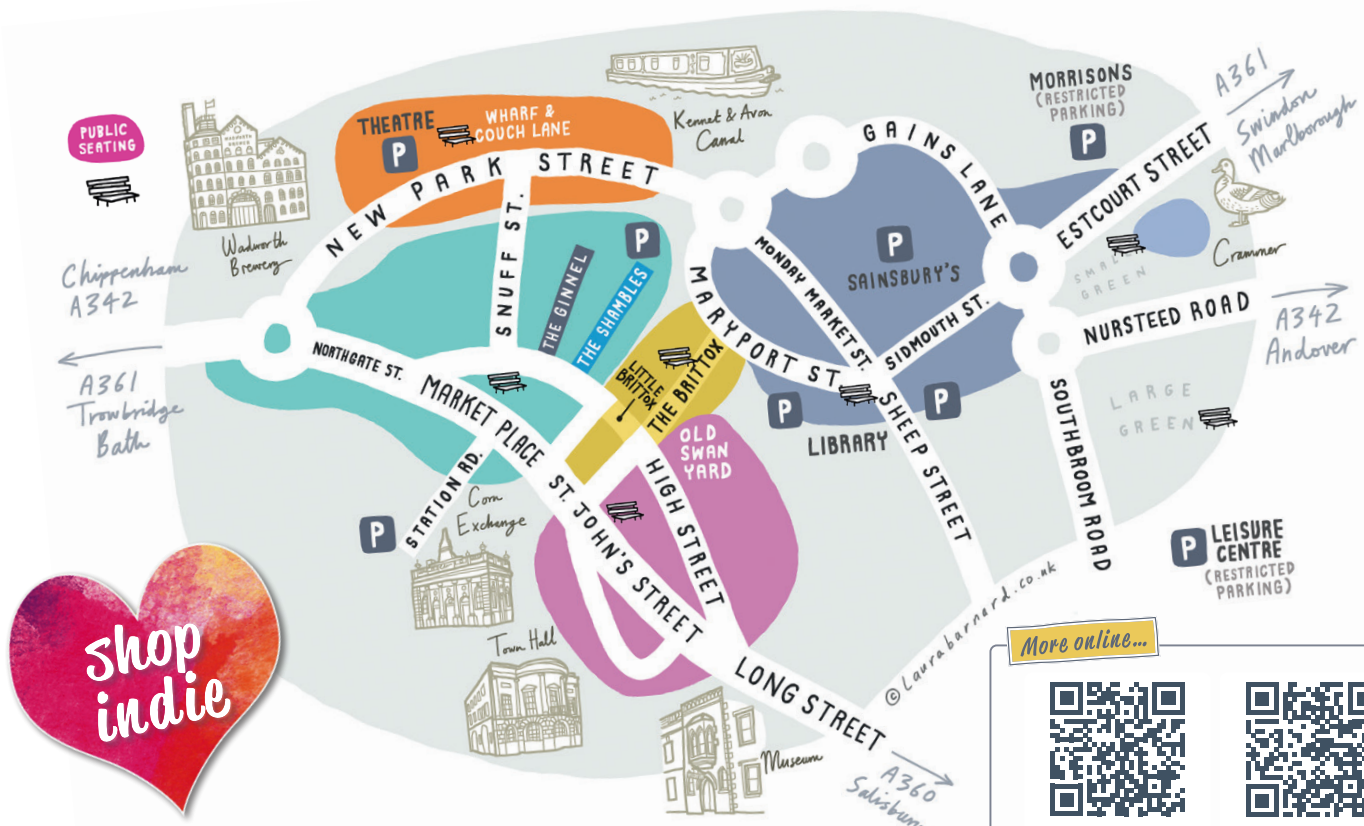 PUBLIC
SEATING
Wadworth
Brewery
WADWORTH
BREWERY
Chippenham
A342
A361
Trowbridge
Bath
THEATRE
P
WHARF &
COUCH LANE
Kennet & Avon
Canal
NEW PARK STREET
SNUFF ST.
THE GINNEL
THE SHAMBLES
P
NORTHGATE ST.
MARKET PLACE
STATION RD.
P
Corn
Exchange
LITTLE
BRITTOX
THE BRITTOX
OLD
SWAN
YARD
HIGH STREET
ST. JOHN'S STREET
Town Hall
Museum
LONG STREET
A360
Salisbury
MARYPORT ST.
MONDAY MARKET ST.
SIDMOUTH ST.
SHEEP STREET
P
LIBRARY
P
P
SAINSBURY'S
GAINS LANE
MORRISONS
(RESTRICTED
PARKING)
P
ESTCOURT STREET
A361
Swindon
Marlborough
Crammer
SMALL
GREEN
NURSTEED ROAD
A342
Andover
LARGE
GREEN
SOUTHBROOM ROAD
P
LEISURE
CENTRE
(RESTRICTED
PARKING)
©Laurabarnard.co.uk
shop
indie
More online...